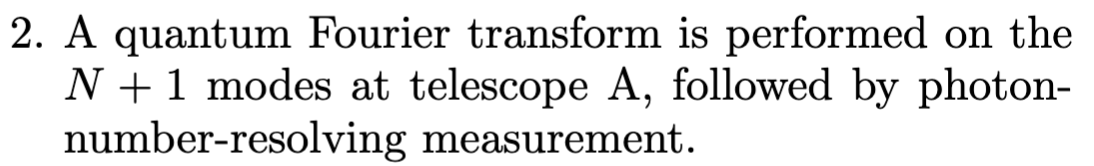 2. A quantum Fourier transform is performed on the
N + 1 modes at telescope A, followed by photon-
number-resolving measurement.